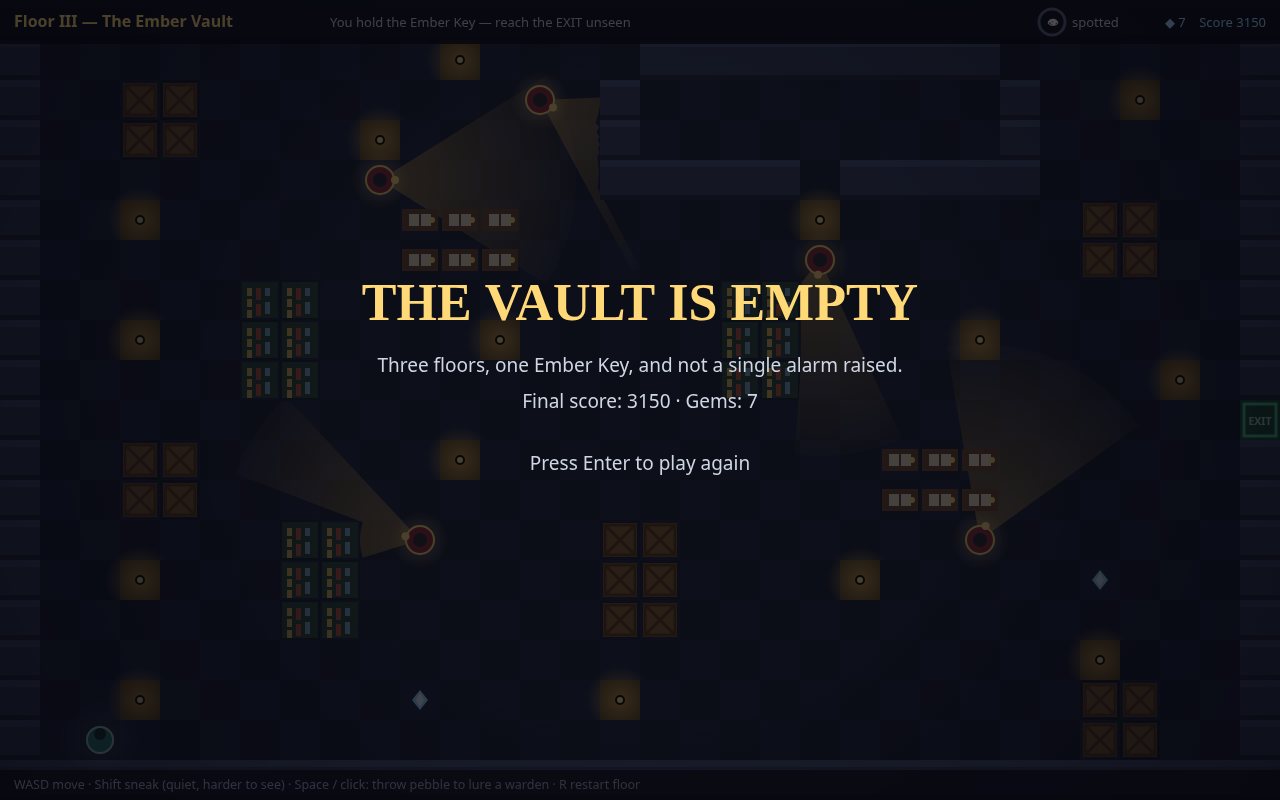 Floor III — The Ember Vault
You hold the Ember Key — reach the EXIT unseen
spotted
◆ 7 Score 3150
THE VAULT IS EMPTY
Three floors, one Ember Key, and not a single alarm raised.
Final score: 3150 · Gems: 7
EXIT
Press Enter to play again
WASD move · Shift sneak (quiet, harder to see) · Space / click: throw pebble to lure a warden · R restart floor